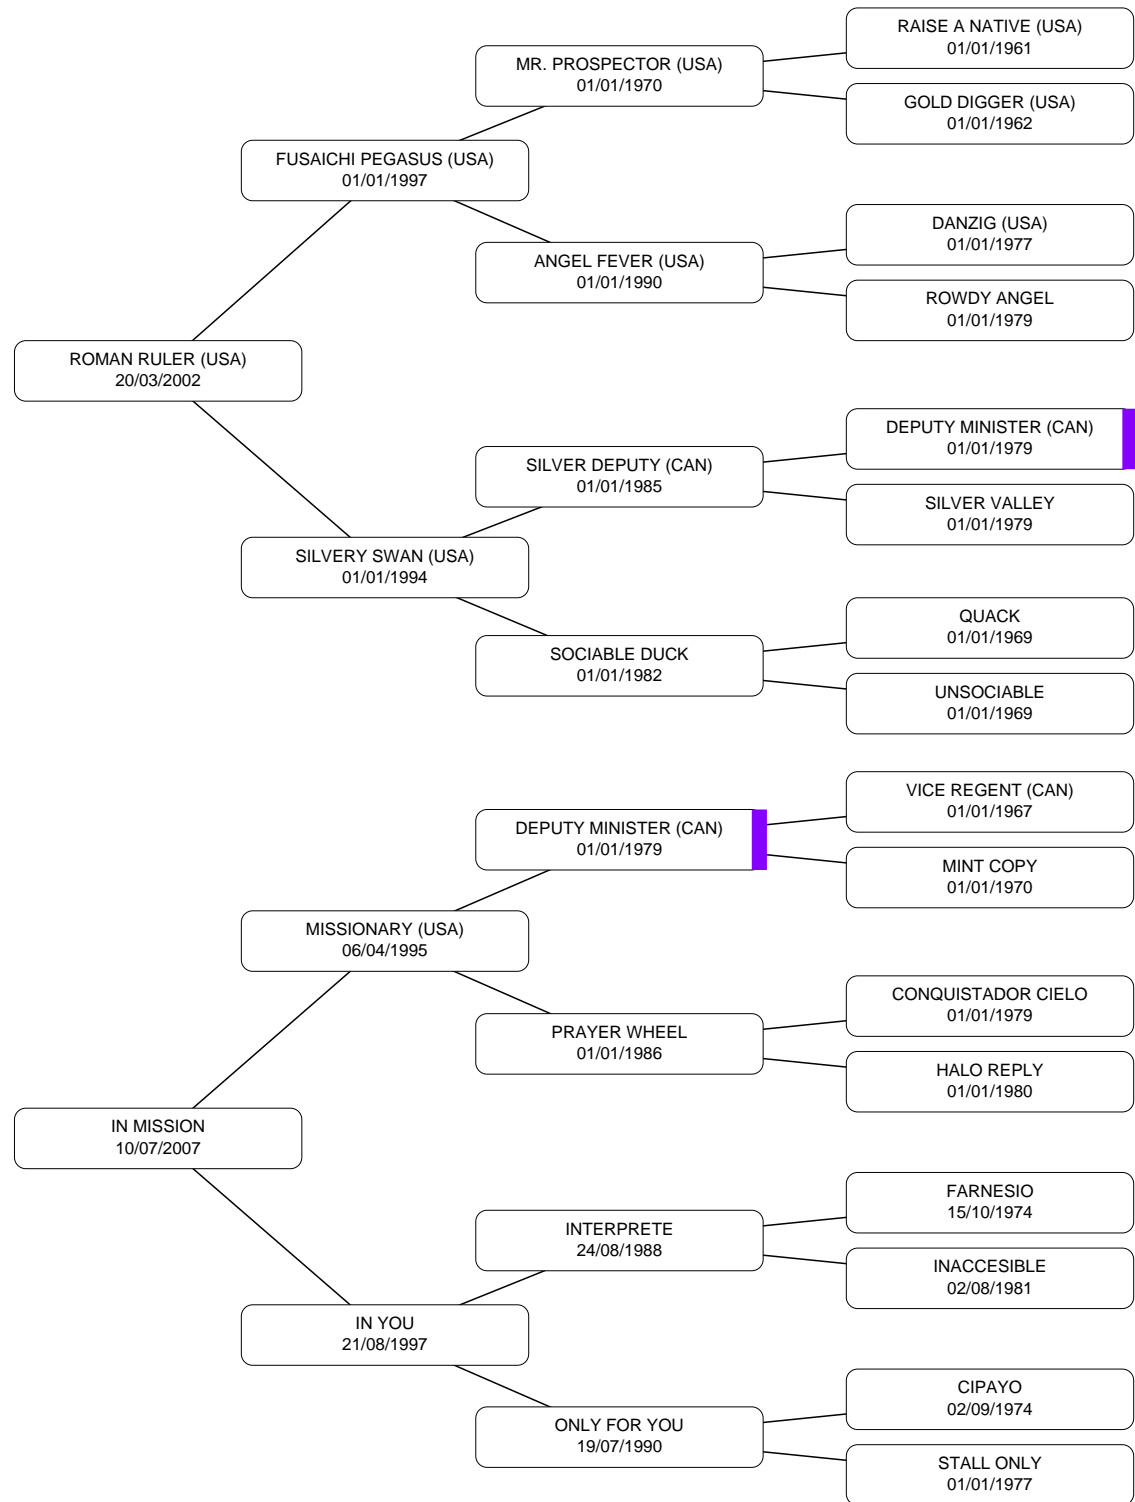 RAISE A NATIVE (USA)
01/01/1961
MR. PROSPECTOR (USA)
01/01/1970
GOLD DIGGER (USA)
01/01/1962
FUSAICHI PEGASUS (USA)
01/01/1997
DANZIG (USA)
01/01/1977
ANGEL FEVER (USA)
01/01/1990
ROWDY ANGEL
01/01/1979
ROMAN RULER (USA)
20/03/2002
DEPUTY MINISTER (CAN)
01/01/1979
SILVER DEPUTY (CAN)
01/01/1985
SILVER VALLEY
01/01/1979
SILVERY SWAN (USA)
01/01/1994
QUACK
01/01/1969
SOCIABLE DUCK
01/01/1982
UNSOCIABLE
01/01/1969
VICE REGENT (CAN)
01/01/1967
DEPUTY MINISTER (CAN)
01/01/1979
MINT COPY
01/01/1970
MISSIONARY (USA)
06/04/1995
CONQUISTADOR CIELO
01/01/1979
PRAYER WHEEL
01/01/1986
HALO REPLY
01/01/1980
IN MISSION
10/07/2007
FARNESIO
15/10/1974
INTERPRETE
24/08/1988
INACCESIBLE
02/08/1981
IN YOU
21/08/1997
CIPAYO
02/09/1974
ONLY FOR YOU
19/07/1990
STALL ONLY
01/01/1977